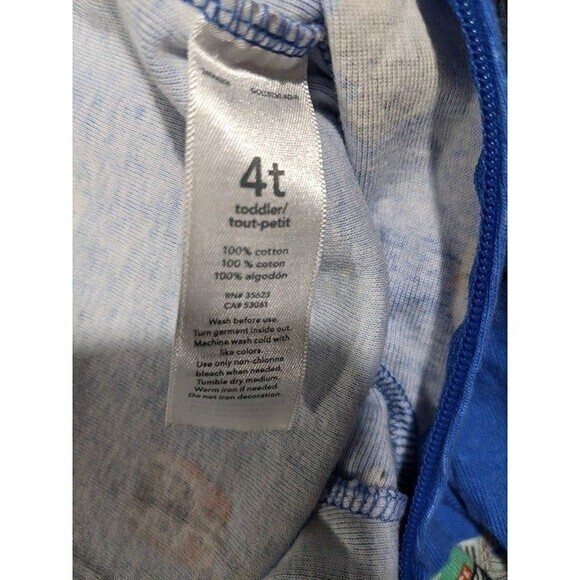 4t
toddler/
tout-petit
100% cotton
100 % coton
100% algodón
RN# 35623
CA# 53061
Wash before use.
Turn garment inside out.
Machine wash cold with
like colors.
Use only non-chlorine
bleach when needed.
Tumble dry medium.
Warm iron if needed.
Do not iron decoration.